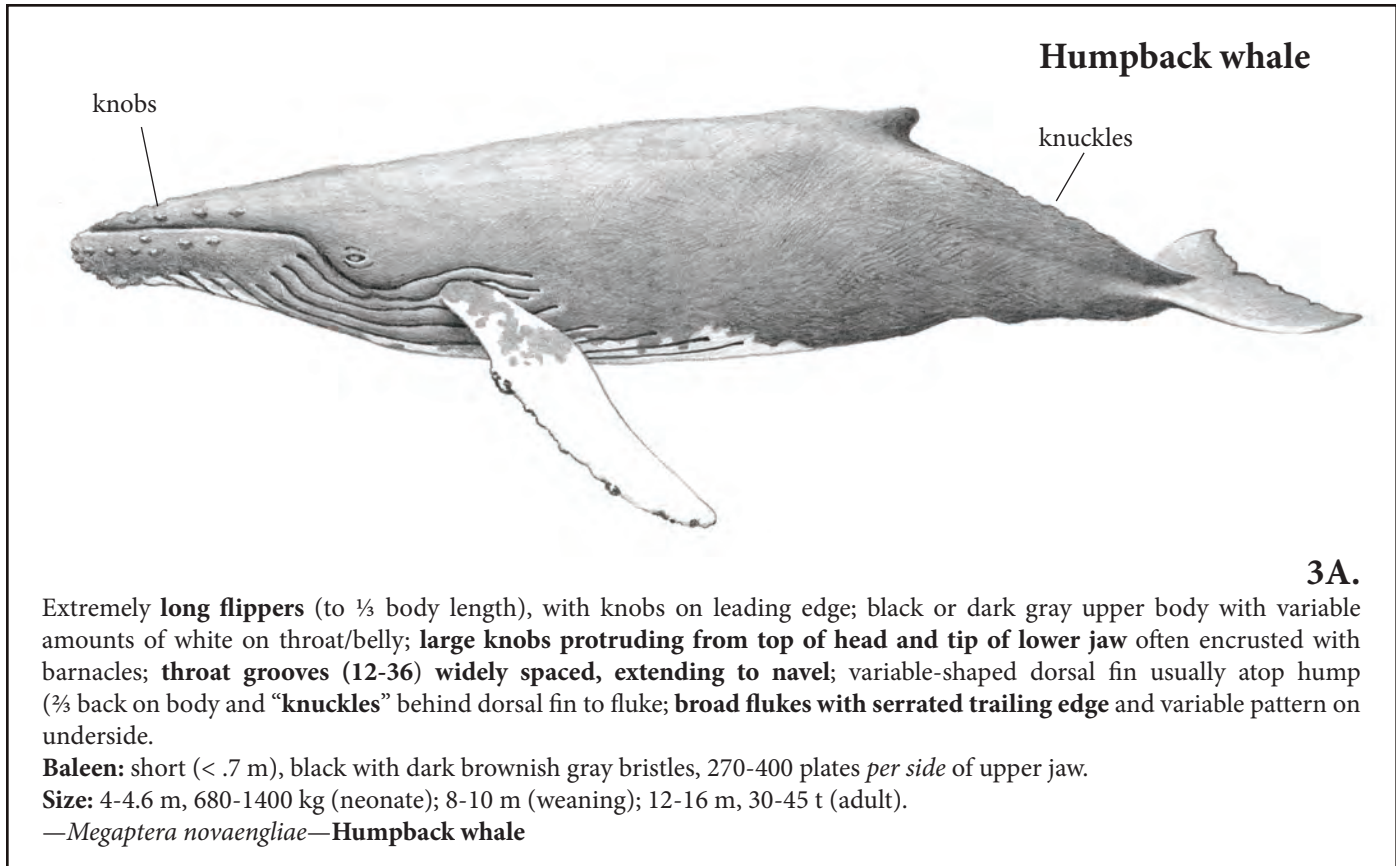 Humpback whale
knobs
knuckles
3A.
Extremely long flippers (to ⅓ body length), with knobs on leading edge; black or dark gray upper body with variable
amounts of white on throat/belly; large knobs protruding from top of head and tip of lower jaw often encrusted with
barnacles; throat grooves (12-36) widely spaced, extending to navel; variable-shaped dorsal fin usually atop hump
(⅔ back on body and “knuckles” behind dorsal fin to fluke; broad flukes with serrated trailing edge and variable pattern on
underside.
Baleen: short (< .7 m), black with dark brownish gray bristles, 270-400 plates per side of upper jaw.
Size: 4-4.6 m, 680-1400 kg (neonate); 8-10 m (weaning); 12-16 m, 30-45 t (adult).
—Megaptera novaengliae—Humpback whale